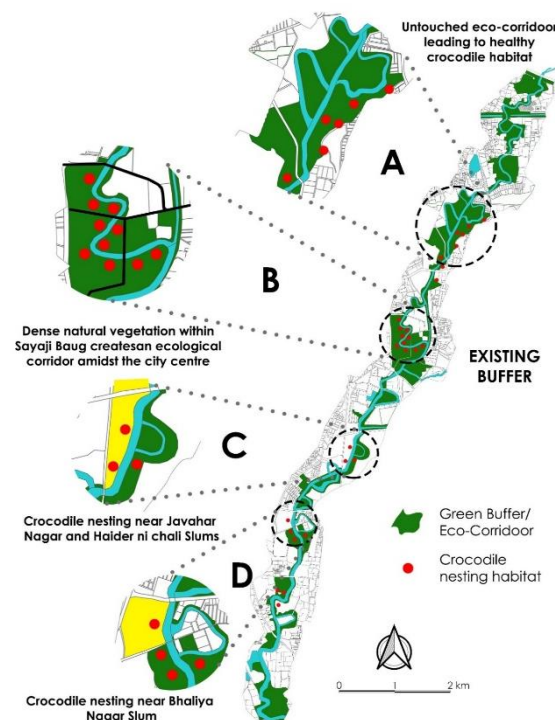 Untouched eco-corridoor
leading to healthy
crocodile habitat
A
B
Dense natural vegetation within
Sayaji Baug createsan ecological
corridor amidst the city centre
EXISTING
BUFFER
C
Crocodile nesting near Javahar
Nagar and Haider ni chali Slums
Green Buffer/
Eco-Corridoor
Crocodile
nesting habitat
D
Crocodile nesting near Bhaliya
Nagar Slum
0 1 2 km